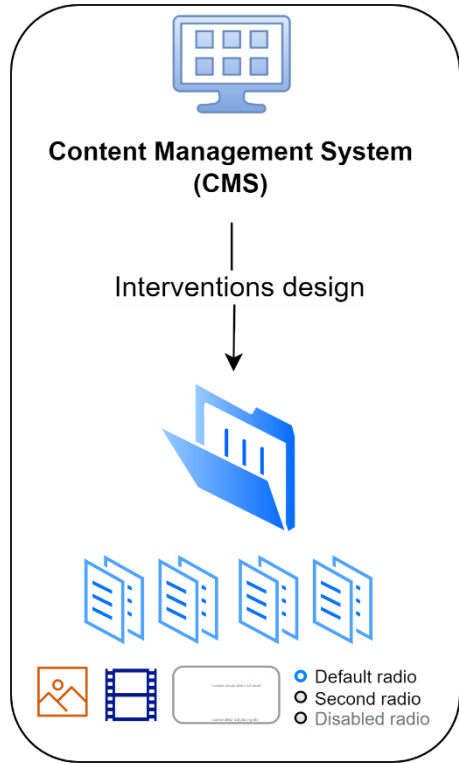 Content Management System
(CMS)
Interventions design
Default radio
Second radio
Disabled radio